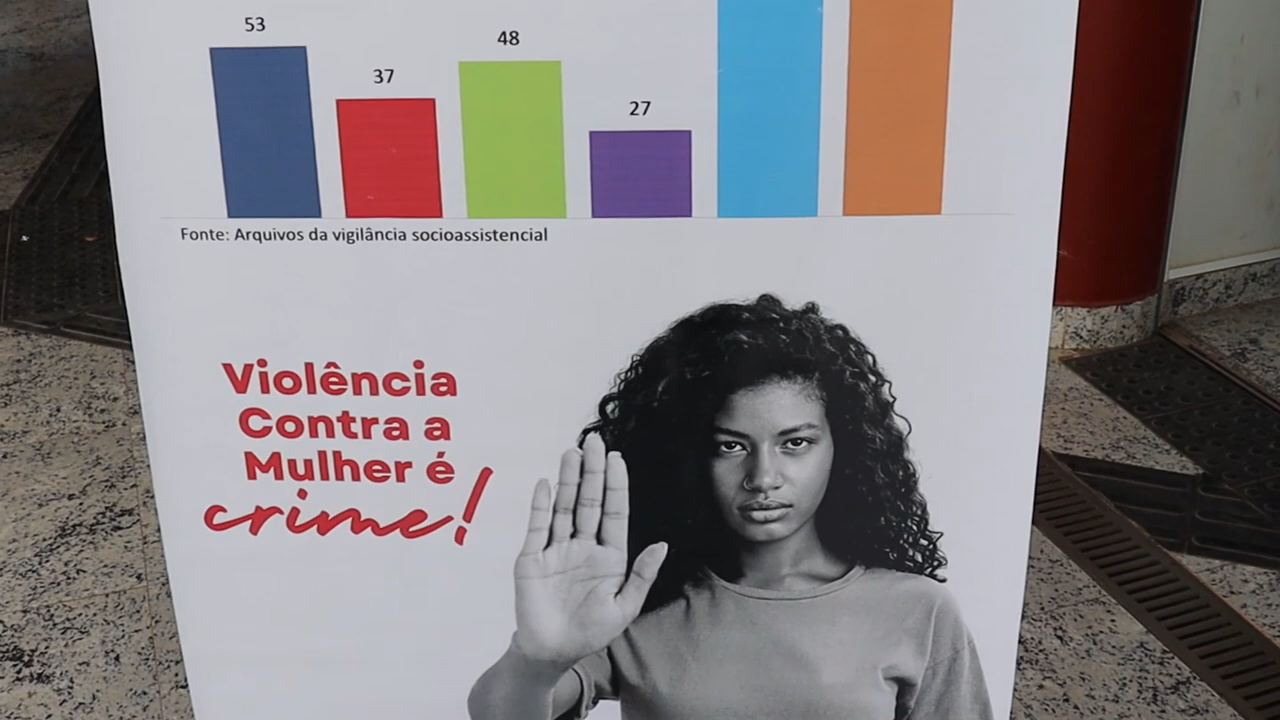 53
37
48
27
Fonte: Arquivos da vigilância socioassistencial
Violência
Contra a
Mulher é
crime!